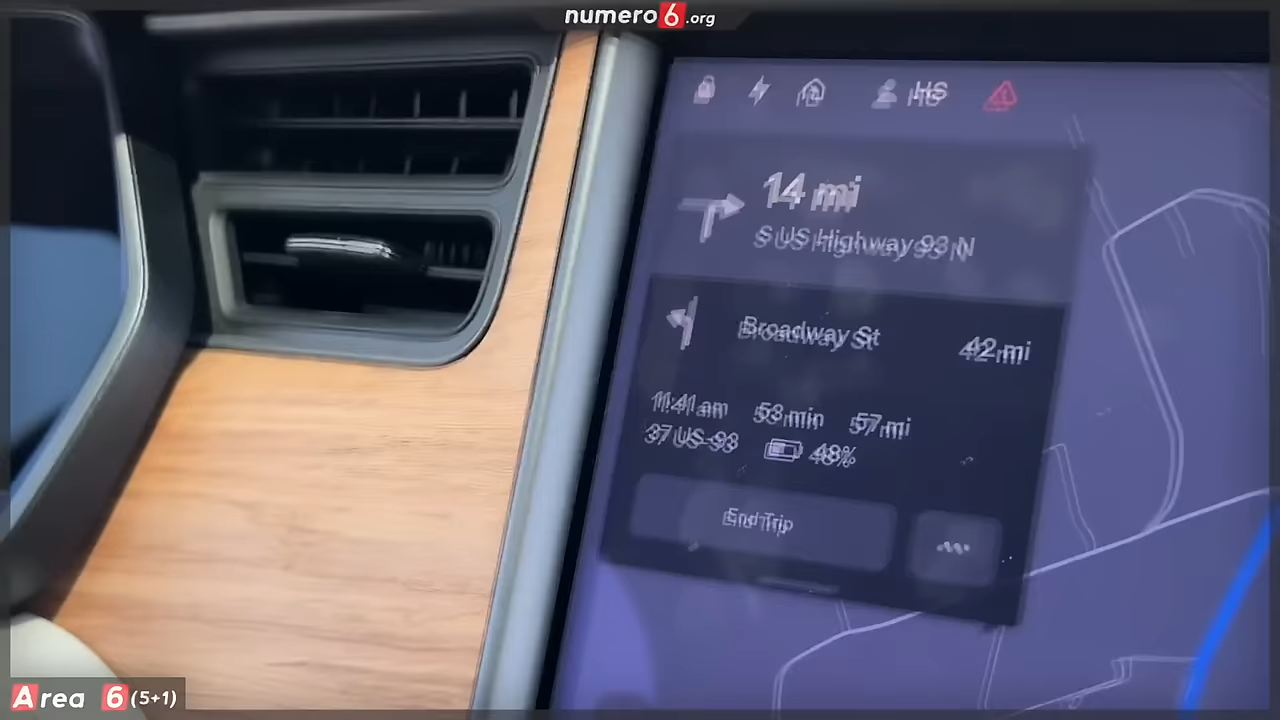 numero6.org
HS
14 mi
S US Highway 93 N
Broadway St 42 mi
11:41 am 53 min 57 mi
37 US-93 48%
End Trip
Area 6 (5+1)